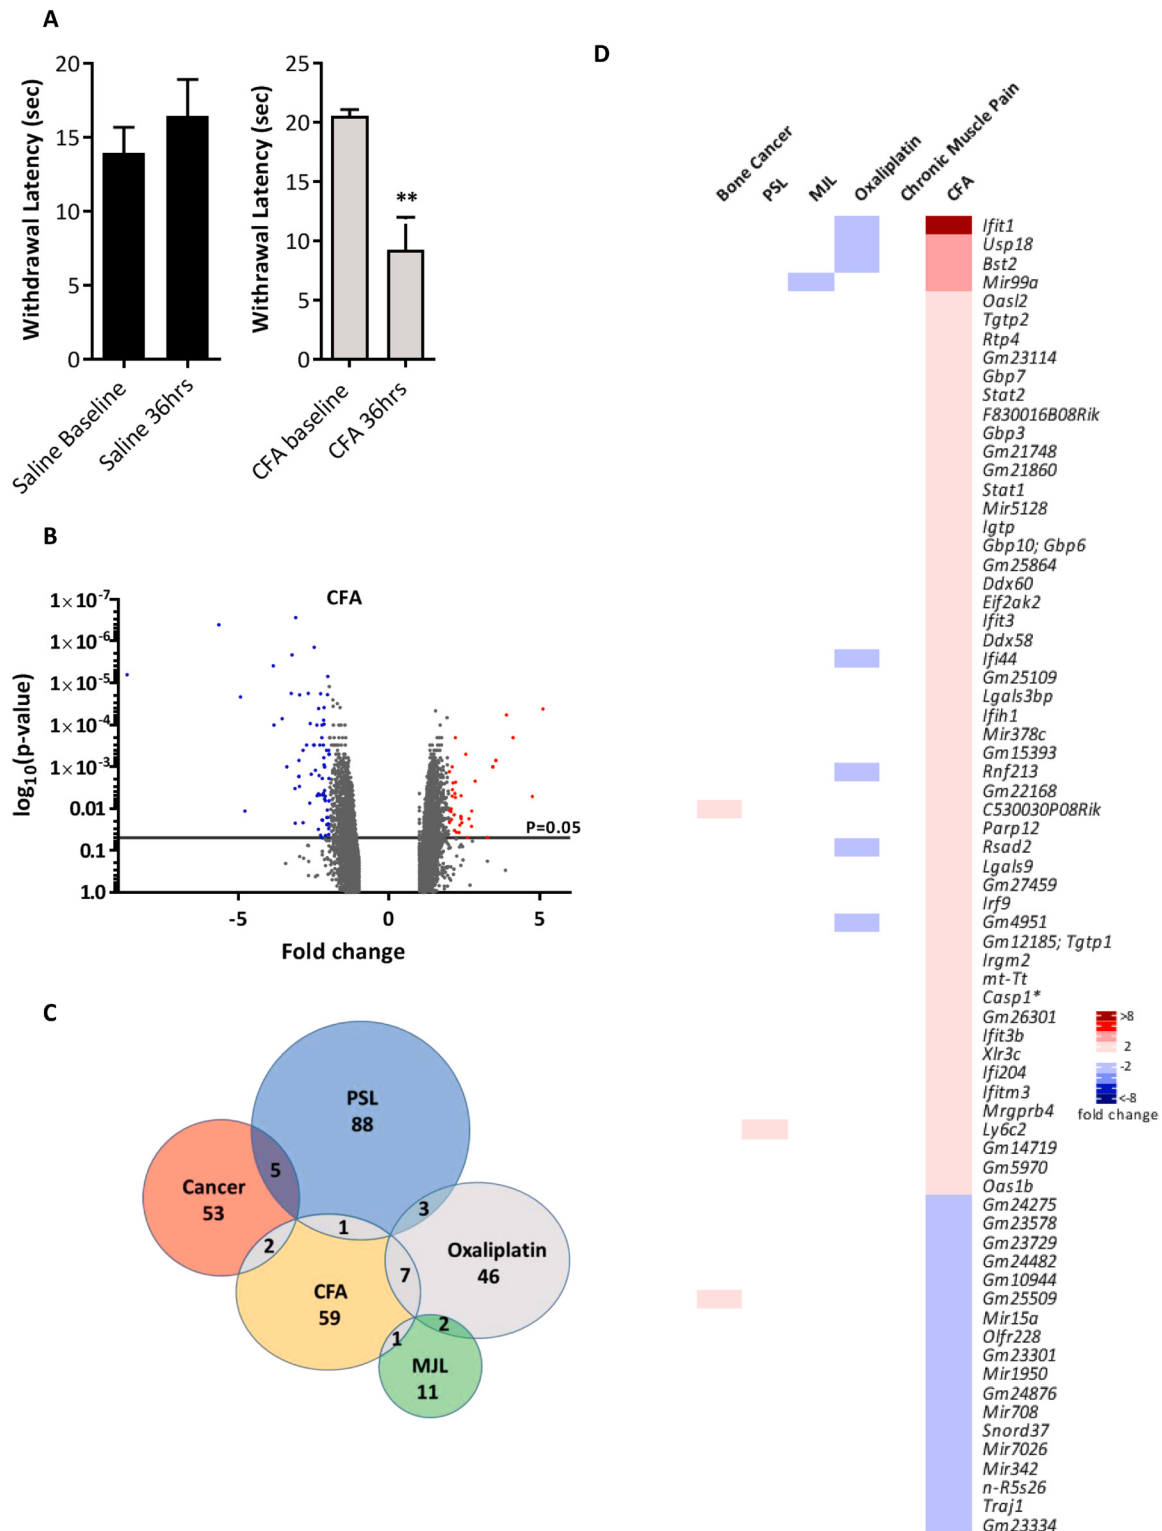 A
20
15
10
5
0
Withdrawal Latency (sec)
Saline Baseline
Saline 36hrs
25
20
15
10
5
0
Withrawal Latency (sec)
**
CFA baseline
CFA 36hrs
B
CFA
1×10-7
1×10-6
1×10-5
1×10-4
1×10-3
0.01
0.1
1.0
log10(p-value)
P=0.05
-5
0
5
Fold change
C
PSL
88
5
Cancer
53
3
1
2
Oxaliplatin
46
7
CFA
59
2
1
MJL
11
D
Bone Cancer
PSL
MJL
Oxaliplatin
Chronic Muscle Pain
CFA
Ifit1
Usp18
Bst2
Mir99a
Oasl2
Tgtp2
Rtp4
Gm23114
Gbp7
Stat2
F830016B08Rik
Gbp3
Gm21748
Gm21860
Stat1
Mir5128
Igtp
Gbp10; Gbp6
Gm25864
Ddx60
Eif2ak2
Ifit3
Ddx58
Ifi44
Gm25109
Lgals3bp
Ifih1
Mir378c
Gm15393
Rnf213
Gm22168
C530030P08Rik
Parp12
Rsad2
Lgals9
Gm27459
Irf9
Gm4951
Gm12185; Tgtp1
Irgm2
mt-Tt
Casp1*
Gm26301
Ifit3b
Xlr3c
Ifi204
Ifitm3
Mrgprb4
Ly6c2
Gm14719
Gm5970
Oas1b
Gm24275
Gm23578
Gm23729
Gm24482
Gm10944
Gm25509
Mir15a
Olfr228
Gm23301
Mir1950
Gm24876
Mir708
Snord37
Mir7026
Mir342
n-R5s26
Traj1
Gm23334
>8
2
-2
<-8
fold change